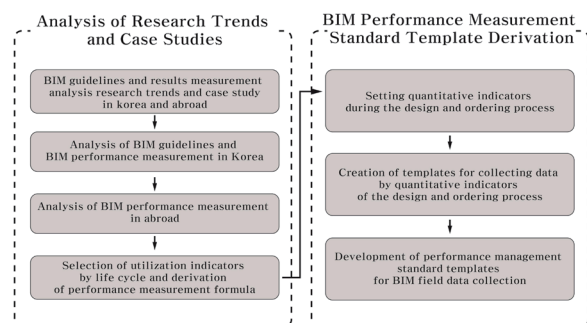 Analysis of Research Trends
and Case Studies
BIM guidelines and results measurement
analysis research trends and case study
in korea and abroad
Analysis of BIM guidelines and
BIM performance measurement in Korea
Analysis of BIM performance measurement
in abroad
Selection of utilization indicators
by life cycle and derivation
of performance measurement formula
BIM Performance Measurement
Standard Template Derivation
Setting quantitative indicators
during the design and ordering process
Creation of templates for collecting data
by quantitative indicators
of the design and ordering process
Development of performance management
standard templates
for BIM field data collection